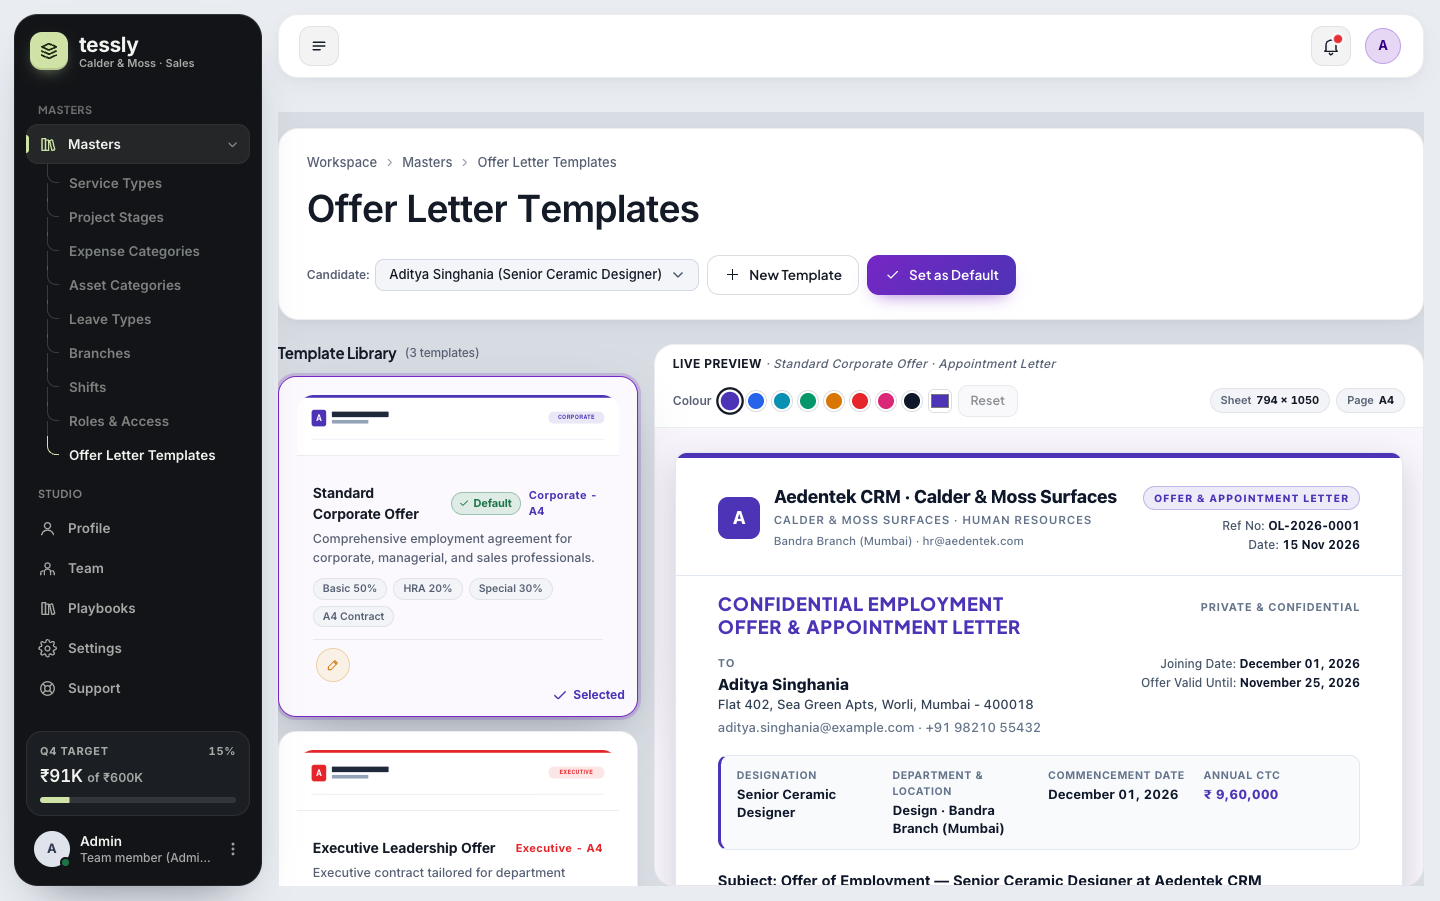 tessly
Calder & Moss · Sales
MASTERS
Masters
Service Types
Project Stages
Expense Categories
Asset Categories
Leave Types
Branches
Shifts
Roles & Access
Offer Letter Templates
STUDIO
Profile
Team
Playbooks
Settings
Support
Q4 TARGET 15%
₹91K of ₹600K
A
Admin
Team member (Admi...
A
Workspace > Masters > Offer Letter Templates
Offer Letter Templates
Candidate: Aditya Singhania (Senior Ceramic Designer) New Template Set as Default
Template Library (3 templates)
A CORPORATE
Standard
Corporate Offer
Default
Corporate -
A4
Comprehensive employment agreement for
corporate, managerial, and sales professionals.
Basic 50% HRA 20% Special 30%
A4 Contract
Selected
A EXECUTIVE
Executive Leadership Offer Executive - A4
Executive contract tailored for department
LIVE PREVIEW · Standard Corporate Offer · Appointment Letter
Colour Reset Sheet 794 × 1050 Page A4
A
Aedentek CRM · Calder & Moss Surfaces
CALDER & MOSS SURFACES · HUMAN RESOURCES
Bandra Branch (Mumbai) · hr@aedentek.com
OFFER & APPOINTMENT LETTER
Ref No: OL-2026-0001
Date: 15 Nov 2026
CONFIDENTIAL EMPLOYMENT
OFFER & APPOINTMENT LETTER
PRIVATE & CONFIDENTIAL
TO
Aditya Singhania
Flat 402, Sea Green Apts, Worli, Mumbai - 400018
aditya.singhania@example.com · +91 98210 55432
Joining Date: December 01, 2026
Offer Valid Until: November 25, 2026
DESIGNATION
Senior Ceramic
Designer
DEPARTMENT &
LOCATION
Design · Bandra
Branch (Mumbai)
COMMENCEMENT DATE
December 01, 2026
ANNUAL CTC
₹ 9,60,000
Subject: Offer of Employment — Senior Ceramic Designer at Aedentek CRM